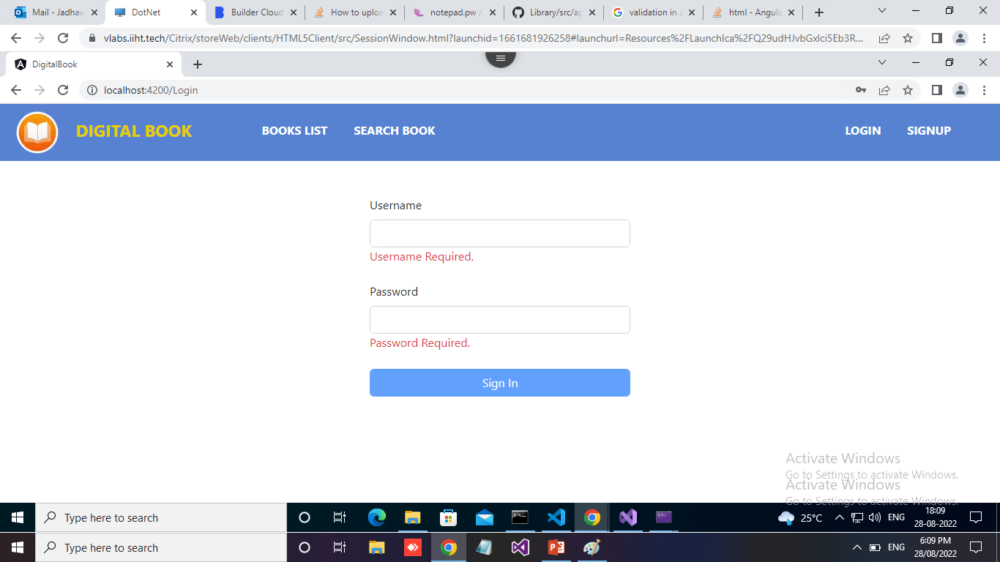 Mail - Jadhav
DotNet
Builder Cloud
How to uploa
notepad.pw /
Library/src/ap
validation in a
html - Angula
vlabs.iiht.tech/Citrix/storeWeb/clients/HTML5Client/src/SessionWindow.html?launchid=1661681926258#launchurl=Resources%2FLaunchIca%2FQ29udHJvbGxlci5Eb3R...
DigitalBook
localhost:4200/Login
DIGITAL BOOK
BOOKS LIST
SEARCH BOOK
LOGIN
SIGNUP
Username
Username Required.
Password
Password Required.
Sign In
Activate Windows
Go to Settings to activate Windows.
Activate Windows
Go to Settings to activate Windows.
Type here to search
25°C
ENG
18:09
28-08-2022
Type here to search
ENG
6:09 PM
28/08/2022